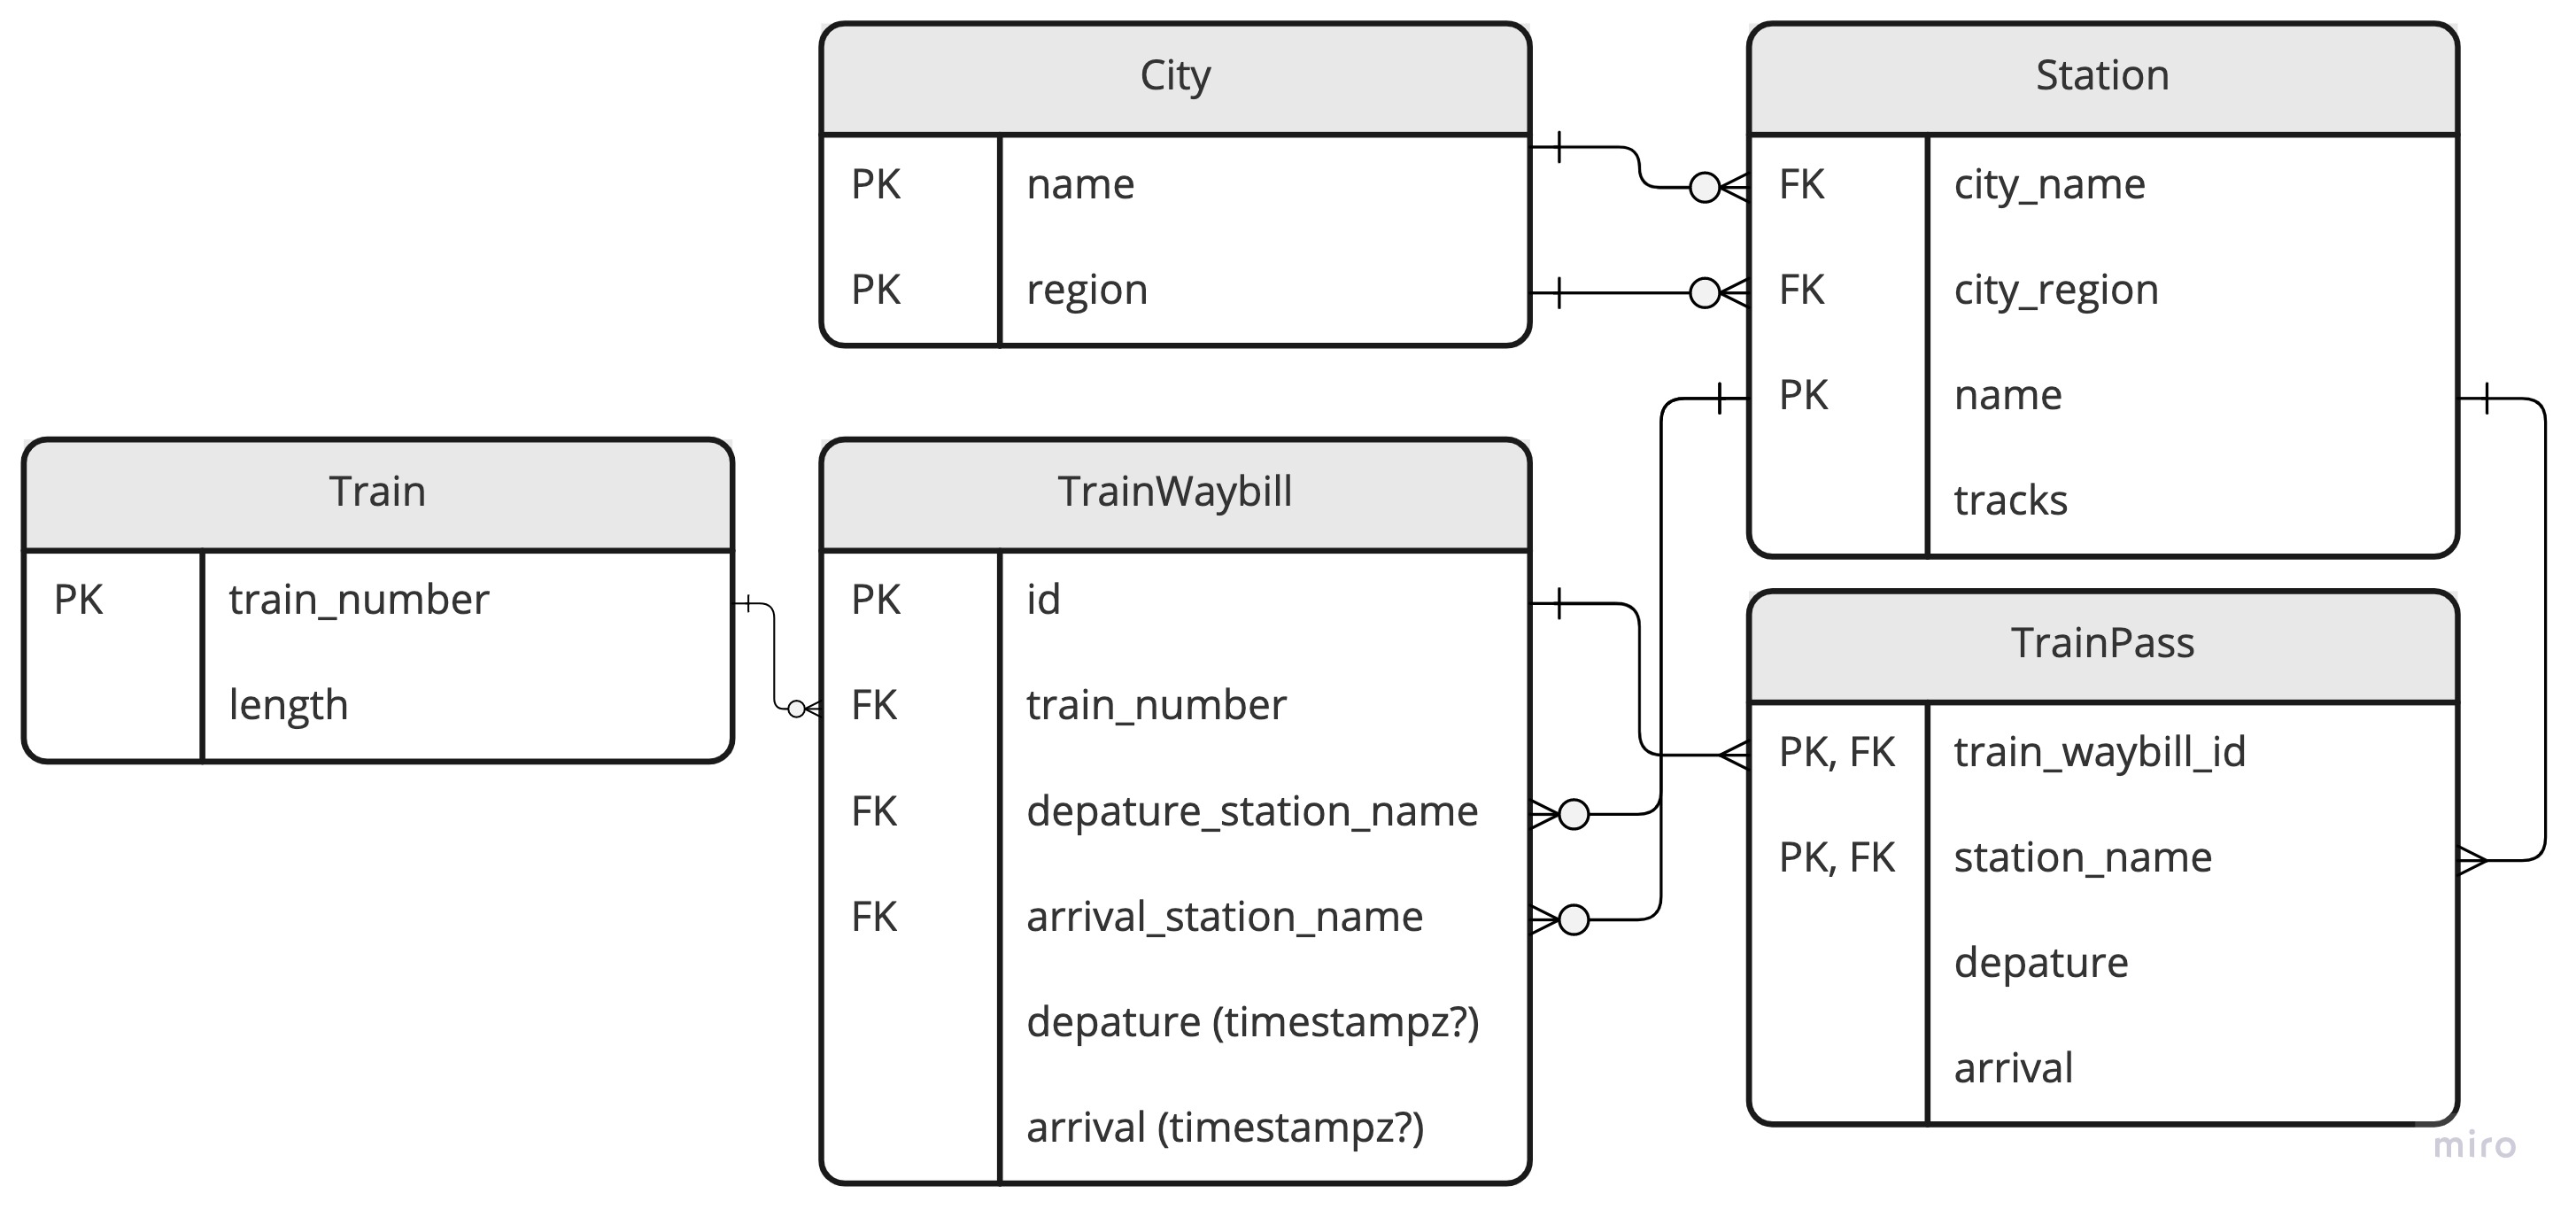 City
PK name
PK region
Station
FK city_name
FK city_region
PK name
tracks
Train
PK train_number
length
TrainWaybill
PK id
FK train_number
FK depature_station_name
FK arrival_station_name
depature (timestampz?)
arrival (timestampz?)
TrainPass
PK, FK train_waybill_id
PK, FK station_name
depature
arrival
miro